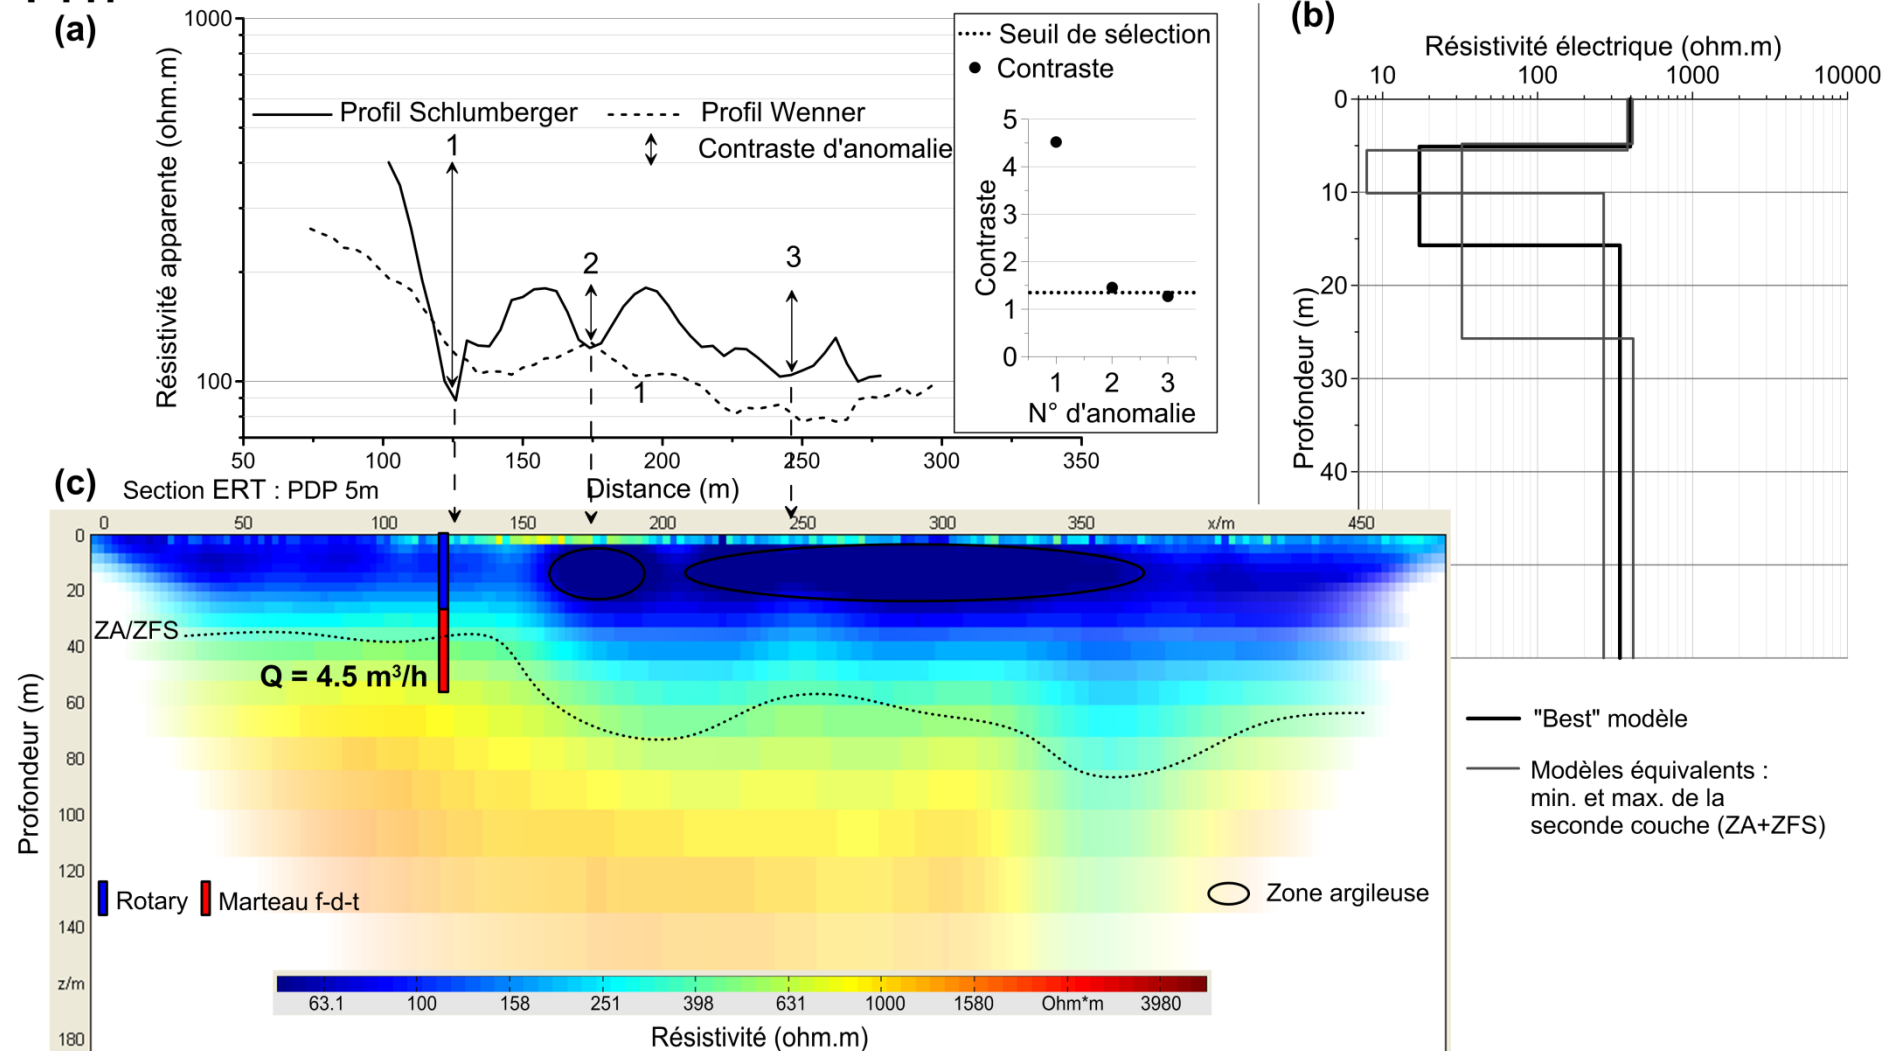 (a)
1000
100
Résistivité apparente (ohm.m)
Profil Schlumberger
Profil Wenner
Contraste d'anomalie
1
2
3
1
50 100 150 200 250 300 350
Distance (m)
Seuil de sélection
Contraste
5
4
3
2
1
0
Contraste
1 2 3
N° d'anomalie
(b)
Résistivité électrique (ohm.m)
10 100 1000 10000
0
10
20
30
40
Profondeur (m)
"Best" modèle
Modèles équivalents :
min. et max. de la
seconde couche (ZA+ZFS)
(c)
Section ERT : PDP 5m
0 50 100 150 200 250 300 350 x/m 450
0
20
40
60
80
100
120
140
z/m
180
Profondeur (m)
ZA/ZFS
Q = 4.5 m³/h
Rotary
Marteau f-d-t
Zone argileuse
63.1 100 158 251 398 631 1000 1580 Ohm*m 3980
Résistivité (ohm.m)